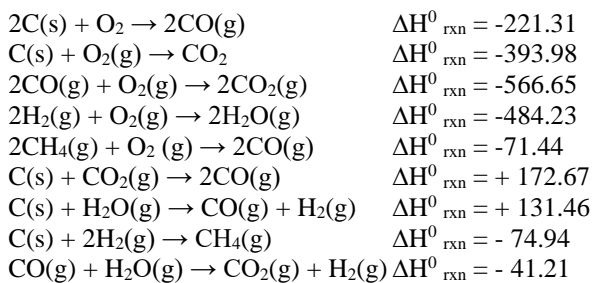 2C(s) + O₂ → 2CO(g) ΔH⁰ ᵣₓₙ = -221.31
C(s) + O₂(g) → CO₂ ΔH⁰ ᵣₓₙ = -393.98
2CO(g) + O₂(g) → 2CO₂(g) ΔH⁰ ᵣₓₙ = -566.65
2H₂(g) + O₂(g) → 2H₂O(g) ΔH⁰ ᵣₓₙ = -484.23
2CH₄(g) + O₂ (g) → 2CO(g) ΔH⁰ ᵣₓₙ = -71.44
C(s) + CO₂(g) → 2CO(g) ΔH⁰ ᵣₓₙ = + 172.67
C(s) + H₂O(g) → CO(g) + H₂(g) ΔH⁰ ᵣₓₙ = + 131.46
C(s) + 2H₂(g) → CH₄(g) ΔH⁰ ᵣₓₙ = - 74.94
CO(g) + H₂O(g) → CO₂(g) + H₂(g) ΔH⁰ ᵣₓₙ = - 41.21